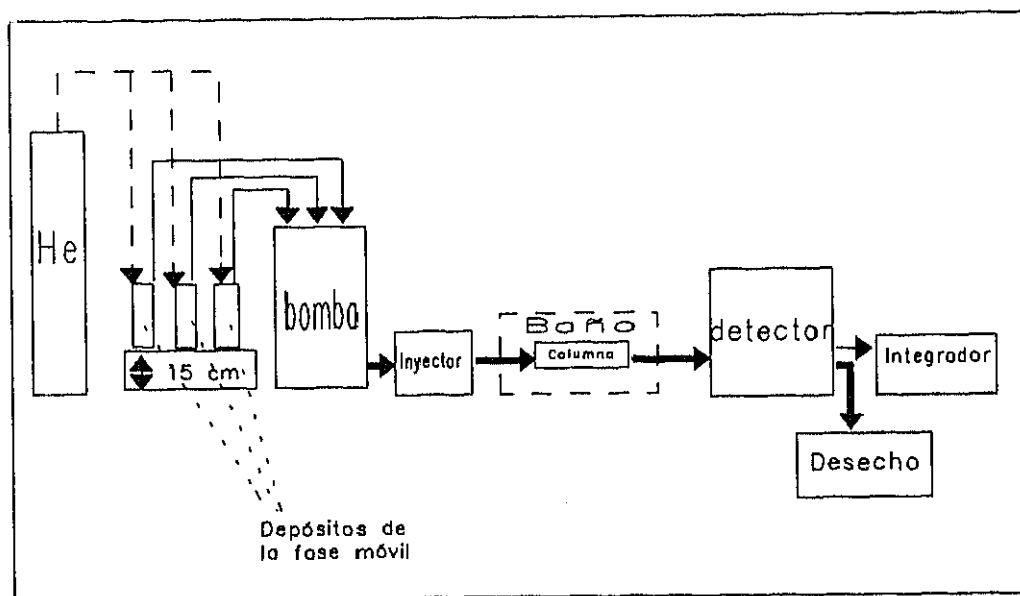 He
bomba
15 cm
Inyector
Baño
Columna
detector
Integrador
Desecho
Depósitos de
la fase móvil